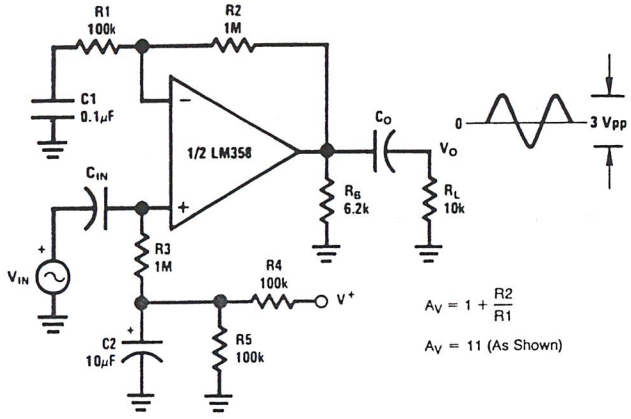 R1
100k
R2
1M
C1
0.1µF
−
1/2 LM358
+
CIN
CO
VO
0
3 Vpp
RB
6.2k
RL
10k
+
VIN
R3
1M
R4
100k
V+
+
C2
10µF
R5
100k
AV = 1 + R2/R1
AV = 11 (As Shown)